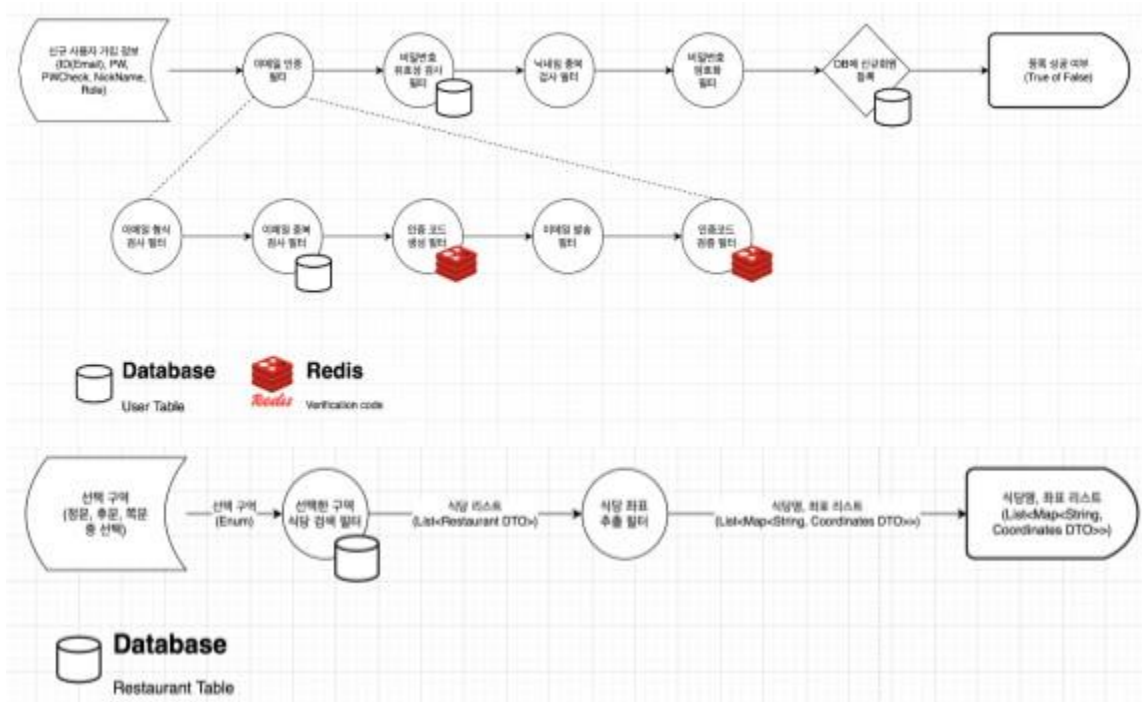 신규 사용자 가입 정보
(ID(Email), PW,
PWCheck, NickName,
Role)
이메일 인증
필터
비밀번호
유효성 검사
필터
닉네임 중복
검사 필터
비밀번호
암호화
필터
DB에 신규회원
등록
등록 성공 여부
(True of False)
이메일 형식
검사 필터
이메일 중복
검사 필터
인증 코드
생성 필터
이메일 발송
필터
인증코드
검증 필터
Database
User Table
Redis
redis
Verification code
선택 구역
(정문, 후문, 쪽문
중 선택)
선택 구역
(Enum)
선택한 구역
식당 검색 필터
식당 리스트
(List<Restaurant DTO>)
식당 좌표
추출 필터
식당명, 좌표 리스트
(List<Map<String, Coordinates DTO>>)
식당명, 좌표 리스트
(List<Map<String,
Coordinates DTO>>)
Database
Restaurant Table